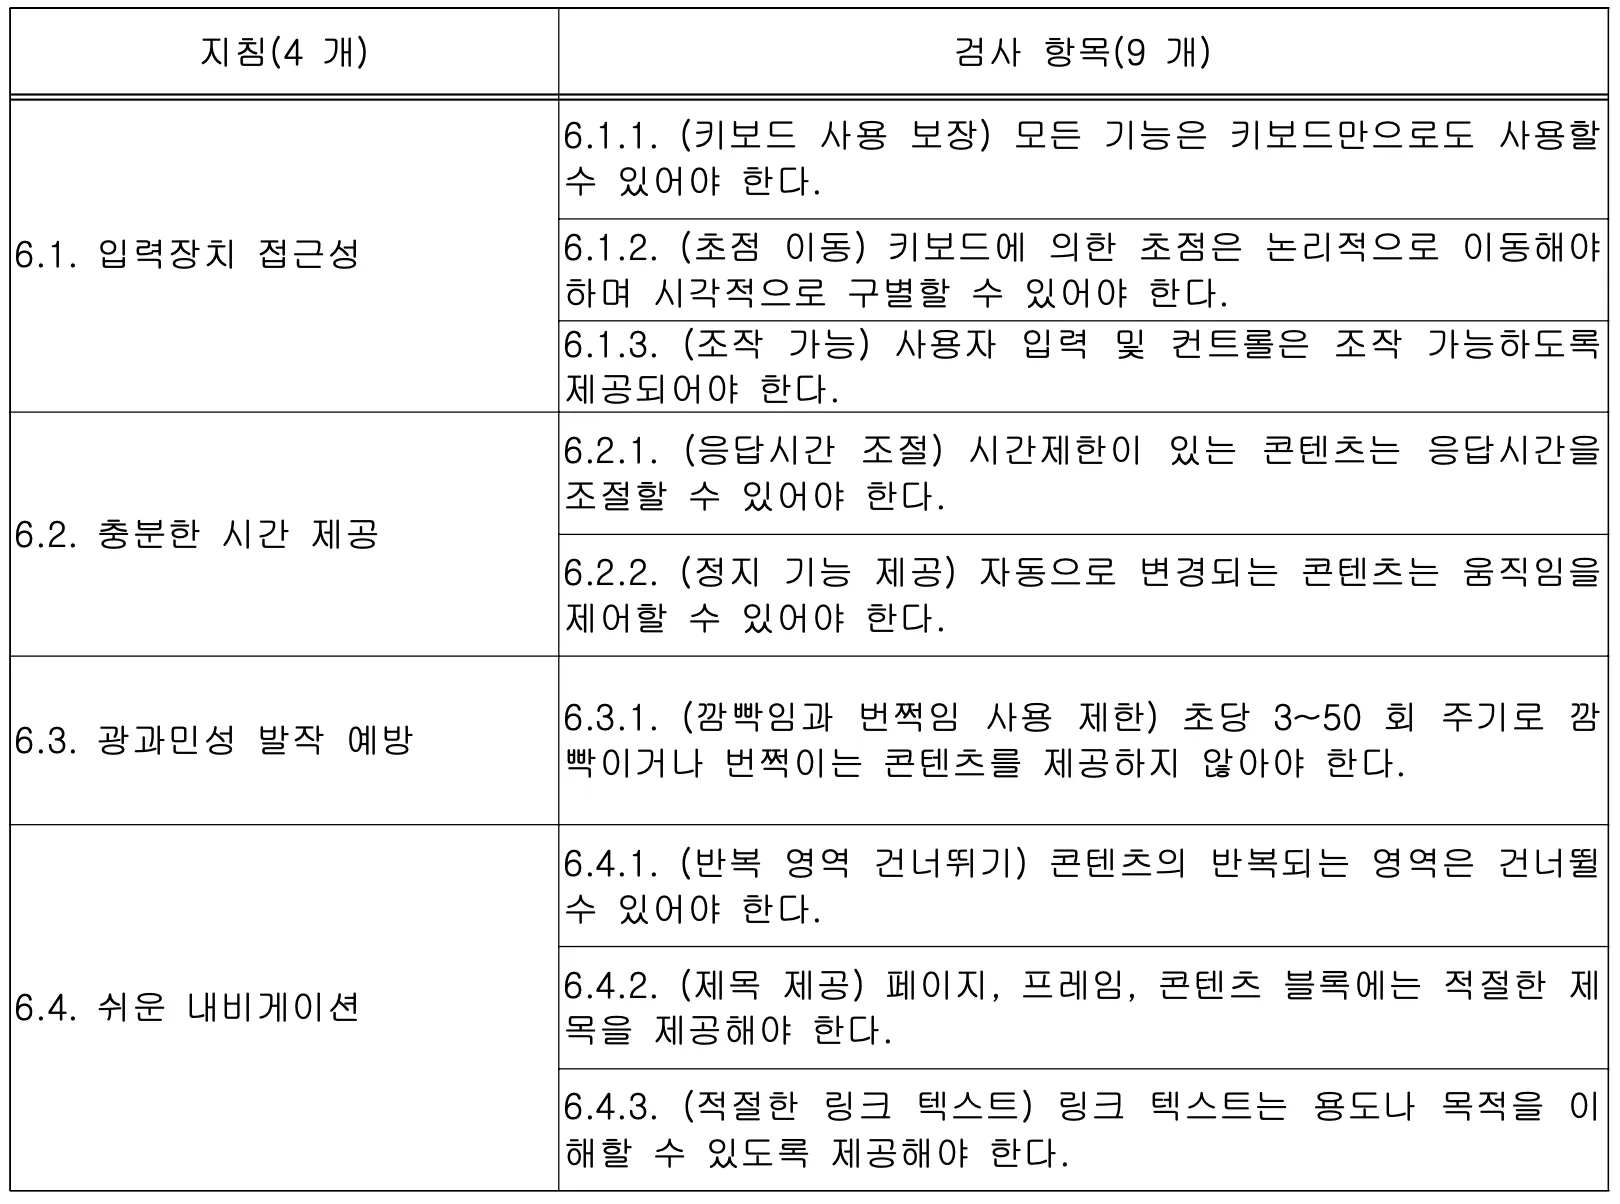 지침(4 개)
검사 항목(9 개)
6.1. 입력장치 접근성
6.1.1. (키보드 사용 보장) 모든 기능은 키보드만으로도 사용할
수 있어야 한다.
6.1.2. (초점 이동) 키보드에 의한 초점은 논리적으로 이동해야
하며 시각적으로 구별할 수 있어야 한다.
6.1.3. (조작 가능) 사용자 입력 및 컨트롤은 조작 가능하도록
제공되어야 한다.
6.2. 충분한 시간 제공
6.2.1. (응답시간 조절) 시간제한이 있는 콘텐츠는 응답시간을
조절할 수 있어야 한다.
6.2.2. (정지 기능 제공) 자동으로 변경되는 콘텐츠는 움직임을
제어할 수 있어야 한다.
6.3. 광과민성 발작 예방
6.3.1. (깜빡임과 번쩍임 사용 제한) 초당 3~50 회 주기로 깜
빡이거나 번쩍이는 콘텐츠를 제공하지 않아야 한다.
6.4. 쉬운 내비게이션
6.4.1. (반복 영역 건너뛰기) 콘텐츠의 반복되는 영역은 건너뛸
수 있어야 한다.
6.4.2. (제목 제공) 페이지, 프레임, 콘텐츠 블록에는 적절한 제
목을 제공해야 한다.
6.4.3. (적절한 링크 텍스트) 링크 텍스트는 용도나 목적을 이
해할 수 있도록 제공해야 한다.